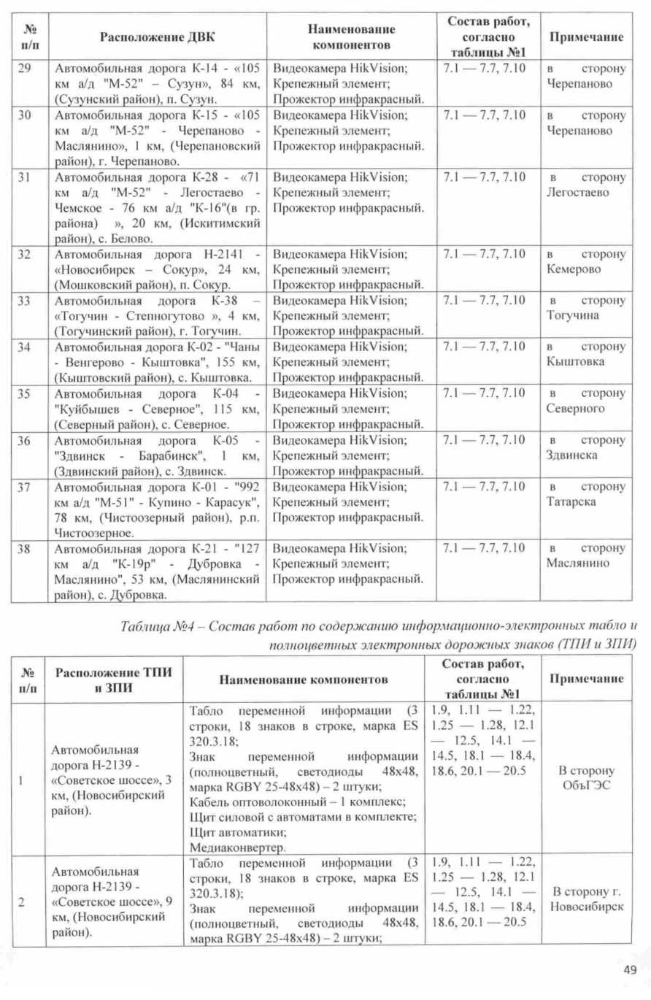 №
п/п
Расположение ДВК
Наименование
компонентов
Состав работ,
согласно
таблицы №1
Примечание
29
Автомобильная дорога К-14 - «105
км а/д "М-52" – Сузун», 84 км,
(Сузунский район), п. Сузун.
Видеокамера HikVision;
Крепежный элемент;
Прожектор инфракрасный.
7.1 — 7.7, 7.10
в сторону
Черепаново
30
Автомобильная дорога К-15 - «105
км а/д "М-52" - Черепаново -
Маслянино», 1 км, (Черепановский
район), г. Черепаново.
Видеокамера HikVision;
Крепежный элемент;
Прожектор инфракрасный.
7.1 — 7.7, 7.10
в сторону
Черепаново
31
Автомобильная дорога К-28 - «71
км а/д "М-52" - Легостаево -
Чемское - 76 км а/д "К-16"(в гр.
района) », 20 км, (Искитимский
район), с. Белово.
Видеокамера HikVision;
Крепежный элемент;
Прожектор инфракрасный.
7.1 — 7.7, 7.10
в сторону
Легостаево
32
Автомобильная дорога Н-2141 -
«Новосибирск – Сокур», 24 км,
(Мошковский район), п. Сокур.
Видеокамера HikVision;
Крепежный элемент;
Прожектор инфракрасный.
7.1 — 7.7, 7.10
в сторону
Кемерово
33
Автомобильная дорога К-38 –
«Тогучин - Степногутово », 4 км,
(Тогучинский район), г. Тогучин.
Видеокамера HikVision;
Крепежный элемент;
Прожектор инфракрасный.
7.1 — 7.7, 7.10
в сторону
Тогучина
34
Автомобильная дорога К-02 - "Чаны
- Венгерово - Кыштовка", 155 км,
(Кыштовский район), с. Кыштовка.
Видеокамера HikVision;
Крепежный элемент;
Прожектор инфракрасный.
7.1 — 7.7, 7.10
в сторону
Кыштовка
35
Автомобильная дорога К-04 -
"Куйбышев - Северное", 115 км,
(Северный район), с. Северное.
Видеокамера HikVision;
Крепежный элемент;
Прожектор инфракрасный.
7.1 — 7.7, 7.10
в сторону
Северного
36
Автомобильная дорога К-05 -
"Здвинск - Барабинск", 1 км,
(Здвинский район), с. Здвинск.
Видеокамера HikVision;
Крепежный элемент;
Прожектор инфракрасный.
7.1 — 7.7, 7.10
в сторону
Здвинска
37
Автомобильная дорога К-01 - "992
км а/д "М-51" - Купино - Карасук",
78 км, (Чистоозерный район), р.п.
Чистоозерное.
Видеокамера HikVision;
Крепежный элемент;
Прожектор инфракрасный.
7.1 — 7.7, 7.10
в сторону
Татарска
38
Автомобильная дорога К-21 - "127
км а/д "К-19р" - Дубровка -
Маслянино", 53 км, (Маслянинский
район), с. Дубровка.
Видеокамера HikVision;
Крепежный элемент;
Прожектор инфракрасный.
7.1 — 7.7, 7.10
в сторону
Маслянино
Таблица №4 – Состав работ по содержанию информационно-электронных табло и
полноцветных электронных дорожных знаков (ТПИ и ЗПИ)
№
п/п
Расположение ТПИ
и ЗПИ
Наименование компонентов
Состав работ,
согласно
таблицы №1
Примечание
1
Автомобильная
дорога Н-2139 -
«Советское шоссе», 3
км, (Новосибирский
район).
Табло переменной информации (3
строки, 18 знаков в строке, марка ES
320.3.18;
Знак переменной информации
(полноцветный, светодиоды 48х48,
марка RGBY 25-48х48) – 2 штуки;
Кабель оптоволоконный – 1 комплекс;
Щит силовой с автоматами в комплекте;
Щит автоматики;
Медиаконвертер.
1.9, 1.11 — 1.22,
1.25 — 1.28, 12.1
— 12.5, 14.1 —
14.5, 18.1 — 18.4,
18.6, 20.1 — 20.5
В сторону
ОбьГЭС
2
Автомобильная
дорога Н-2139 -
«Советское шоссе», 9
км, (Новосибирский
район).
Табло переменной информации (3
строки, 18 знаков в строке, марка ES
320.3.18);
Знак переменной информации
(полноцветный, светодиоды 48х48,
марка RGBY 25-48х48) – 2 штуки;
1.9, 1.11 — 1.22,
1.25 — 1.28, 12.1
— 12.5, 14.1 —
14.5, 18.1 — 18.4,
18.6, 20.1 — 20.5
В сторону г.
Новосибирск
49